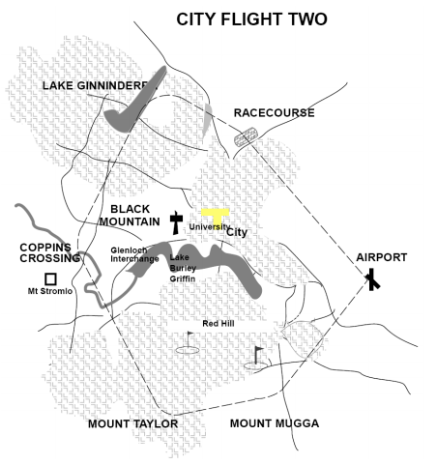 CITY FLIGHT TWO
LAKE GINNINDERRA
RACECOURSE
BLACK
MOUNTAIN
University
City
COPPINS
CROSSING
Glenloch
Interchange
Lake
Burley
Griffin
AIRPORT
Mt Stromlo
Red Hill
MOUNT TAYLOR
MOUNT MUGGA